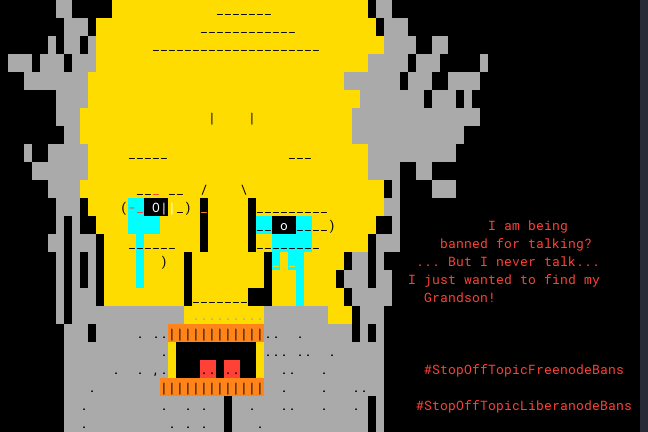 I am being
banned for talking?
... But I never talk...
I just wanted to find my
Grandson!
#StopOffTopicFreenodeBans
#StopOffTopicLiberanodeBans